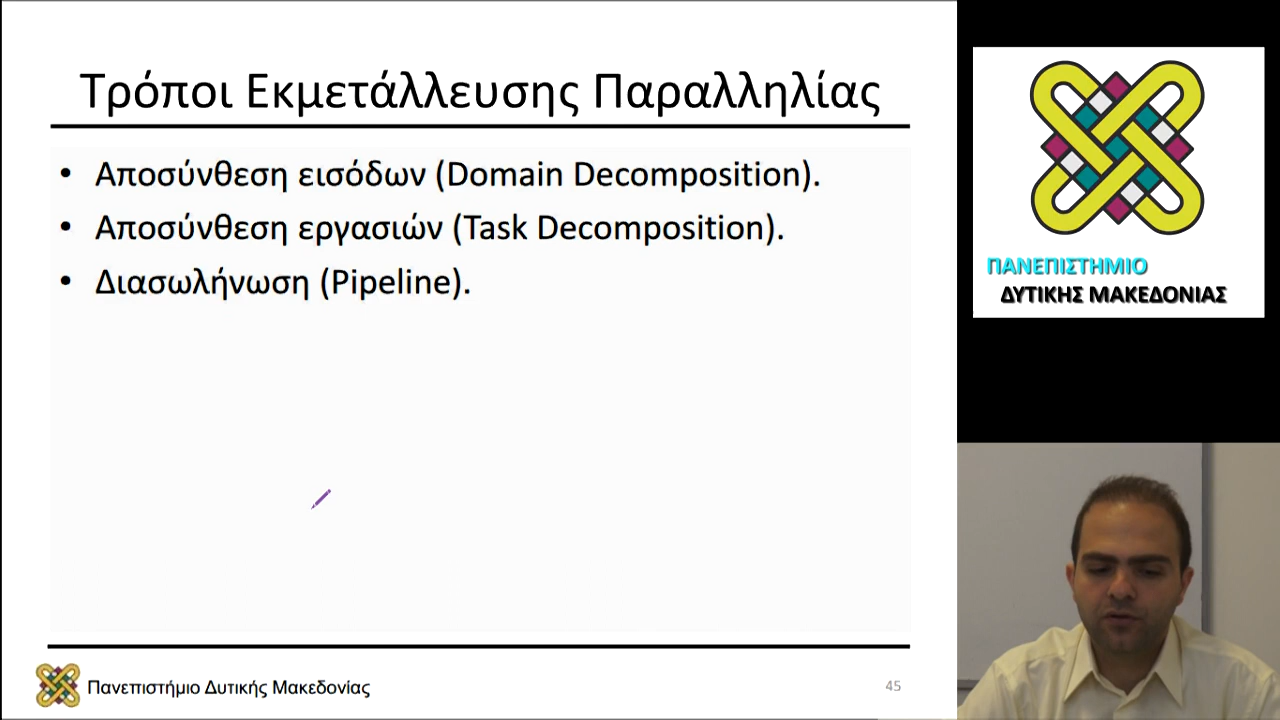 Τρόποι Εκμετάλλευσης Παραλληλίας
• Αποσύνθεση εισόδων (Domain Decomposition).
• Αποσύνθεση εργασιών (Task Decomposition).
• Διασωλήνωση (Pipeline).
Πανεπιστήμιο Δυτικής Μακεδονίας
45
ΠΑΝΕΠΙΣΤΗΜΙΟ
ΔΥΤΙΚΗΣ ΜΑΚΕΔΟΝΙΑΣ